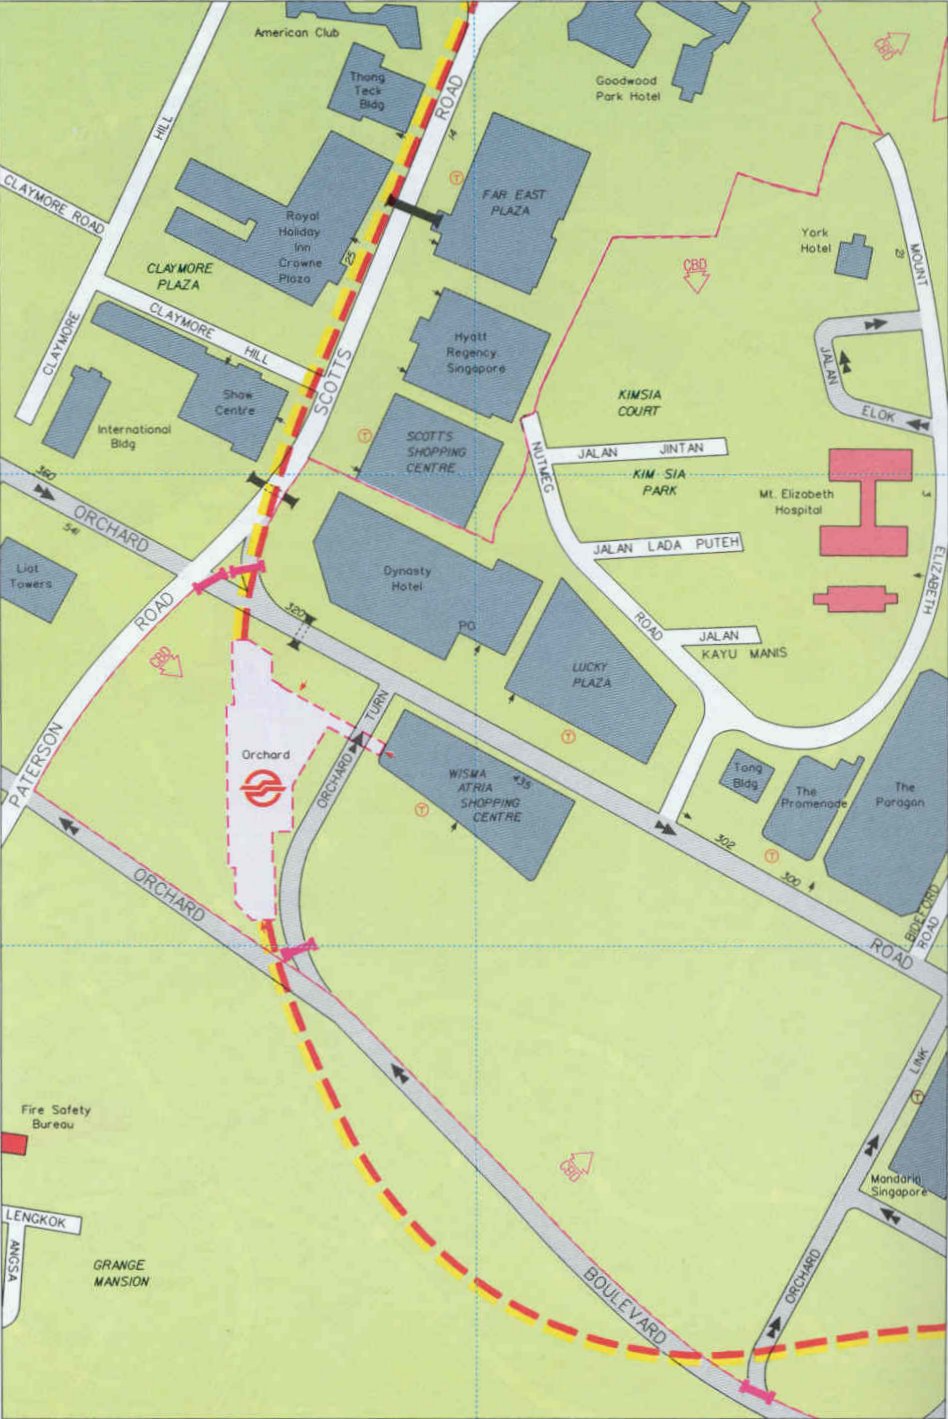 American Club
Thong
Teck
Bldg
ROAD
14
Goodwood
Park Hotel
CBD
HILL
CLAYMORE ROAD
T
FAR EAST
PLAZA
Royal
Holiday
Inn
Crowne
Plaza
25
York
Hotel
21
MOUNT
CLAYMORE
PLAZA
CBD
CLAYMORE
HILL
CLAYMORE
Hyatt
Regency
Singapore
JALAN
ELOK
SCOTTS
Shaw
Centre
International
Bldg
KIMSIA
COURT
T
SCOTTS
SHOPPING
CENTRE
NUTMEG
JALAN JINTAN
KIM SIA
PARK
Mt. Elizabeth
Hospital
3
360
ORCHARD
541
ELIZABETH
JALAN LADA PUTEH
Liat
Towers
Dynasty
Hotel
320
PO
ROAD
ROAD
JALAN
KAYU MANIS
CBD
LUCKY
PLAZA
TURN
T
PATERSON
Orchard
ORCHARD
WISMA
ATRIA
SHOPPING
CENTRE
435
T
Tong
Bldg
The
Promenade
The
Paragon
302
T
300
ORCHARD
BIDEFORD
ROAD
ROAD
LINK
T
Fire Safety
Bureau
CBD
Mandarin
Singapore
LENGKOK
ANGSA
GRANGE
MANSION
ORCHARD
BOULEVARD